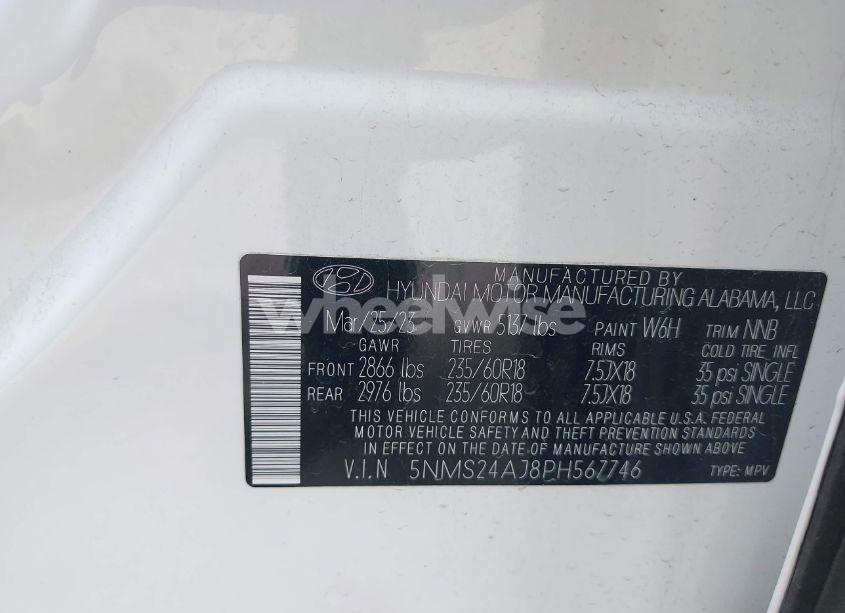 MANUFACTURED BY
HYUNDAI MOTOR MANUFACTURING ALABAMA, LLC
wheelwise
Mar/25/23 GVWR 5137 lbs PAINT W6H TRIM NNB
GAWR TIRES RIMS COLD TIRE INFL
FRONT 2866 lbs 235/60R18 7.5JX18 35 psi SINGLE
REAR 2976 lbs 235/60R18 7.5JX18 35 psi SINGLE
THIS VEHICLE CONFORMS TO ALL APPLICABLE U.S.A. FEDERAL
MOTOR VEHICLE SAFETY AND THEFT PREVENTION STANDARDS
IN EFFECT ON THE DATE OF MANUFACTURE SHOWN ABOVE
V.I.N 5NMS24AJ8PH567746 TYPE: MPV